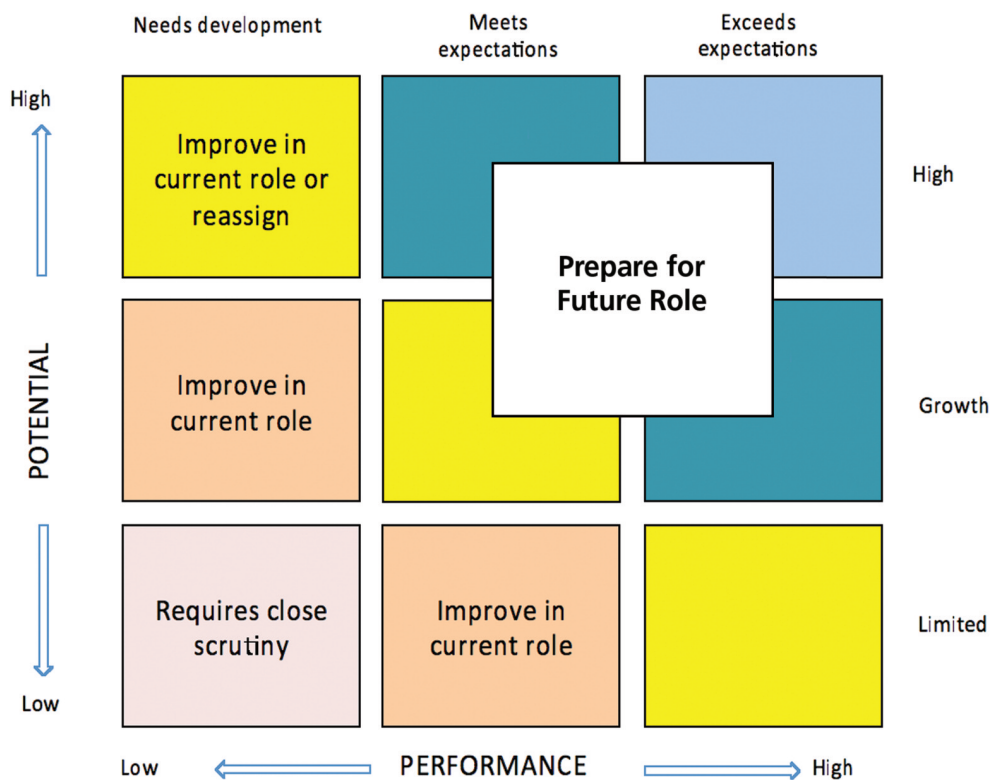 Needs development
Meets
expectations
Exceeds
expectations
High
Improve in
current role or
reassign
High
Prepare for
Future Role
POTENTIAL
Improve in
current role
Growth
Requires close
scrutiny
Improve in
current role
Limited
Low
Low
PERFORMANCE
High